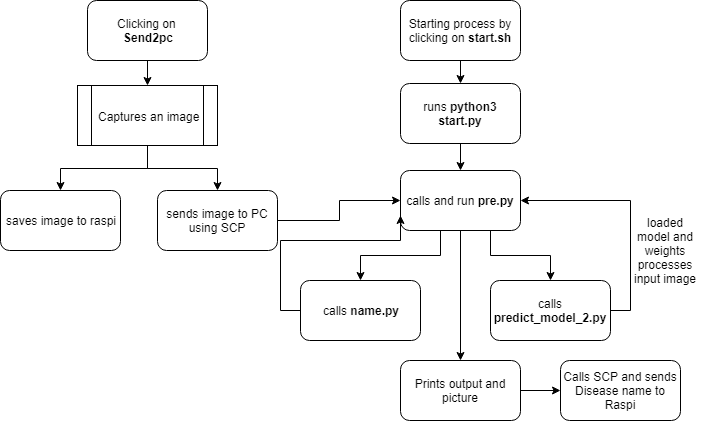 Clicking on
Send2pc
Starting process by
clicking on start.sh
Captures an image
runs python3
start.py
saves image to raspi
sends image to PC
using SCP
calls and run pre.py
loaded
model and
weights
processes
input image
calls name.py
calls
predict_model_2.py
Prints output and
picture
Calls SCP and sends
Disease name to
Raspi